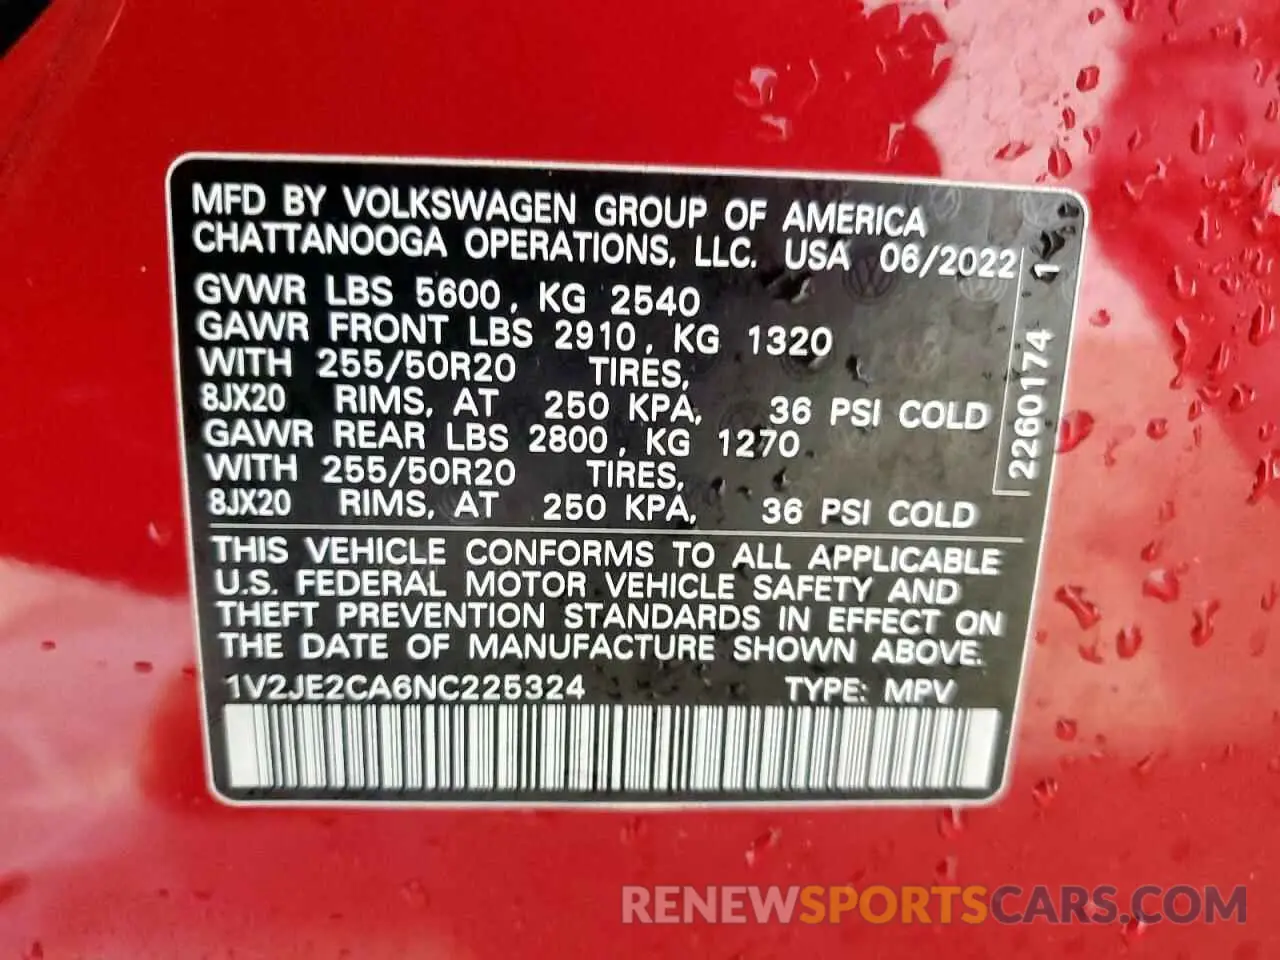 MFD BY VOLKSWAGEN GROUP OF AMERICA
CHATTANOOGA OPERATIONS, LLC. USA 06/2022
GVWR LBS 5600, KG 2540
GAWR FRONT LBS 2910, KG 1320
WITH 255/50R20 TIRES,
8JX20 RIMS, AT 250 KPA, 36 PSI COLD
GAWR REAR LBS 2800, KG 1270
WITH 255/50R20 TIRES,
8JX20 RIMS, AT 250 KPA, 36 PSI COLD
2260174 1
THIS VEHICLE CONFORMS TO ALL APPLICABLE
U.S. FEDERAL MOTOR VEHICLE SAFETY AND
THEFT PREVENTION STANDARDS IN EFFECT ON
THE DATE OF MANUFACTURE SHOWN ABOVE.
1V2JE2CA6NC225324 TYPE: MPV
RENEWSPORTSCARS.COM